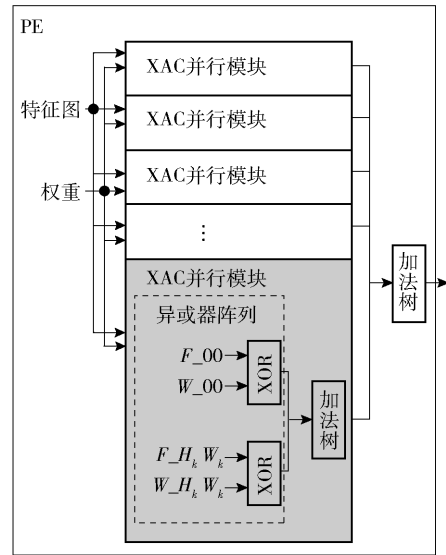 PE
XAC并行模块
特征图
XAC并行模块
权重
XAC并行模块
⋮
XAC并行模块
异或器阵列
F_00
W_00
XOR
F_H_k W_k
W_H_k W_k
XOR
加法树
加法树